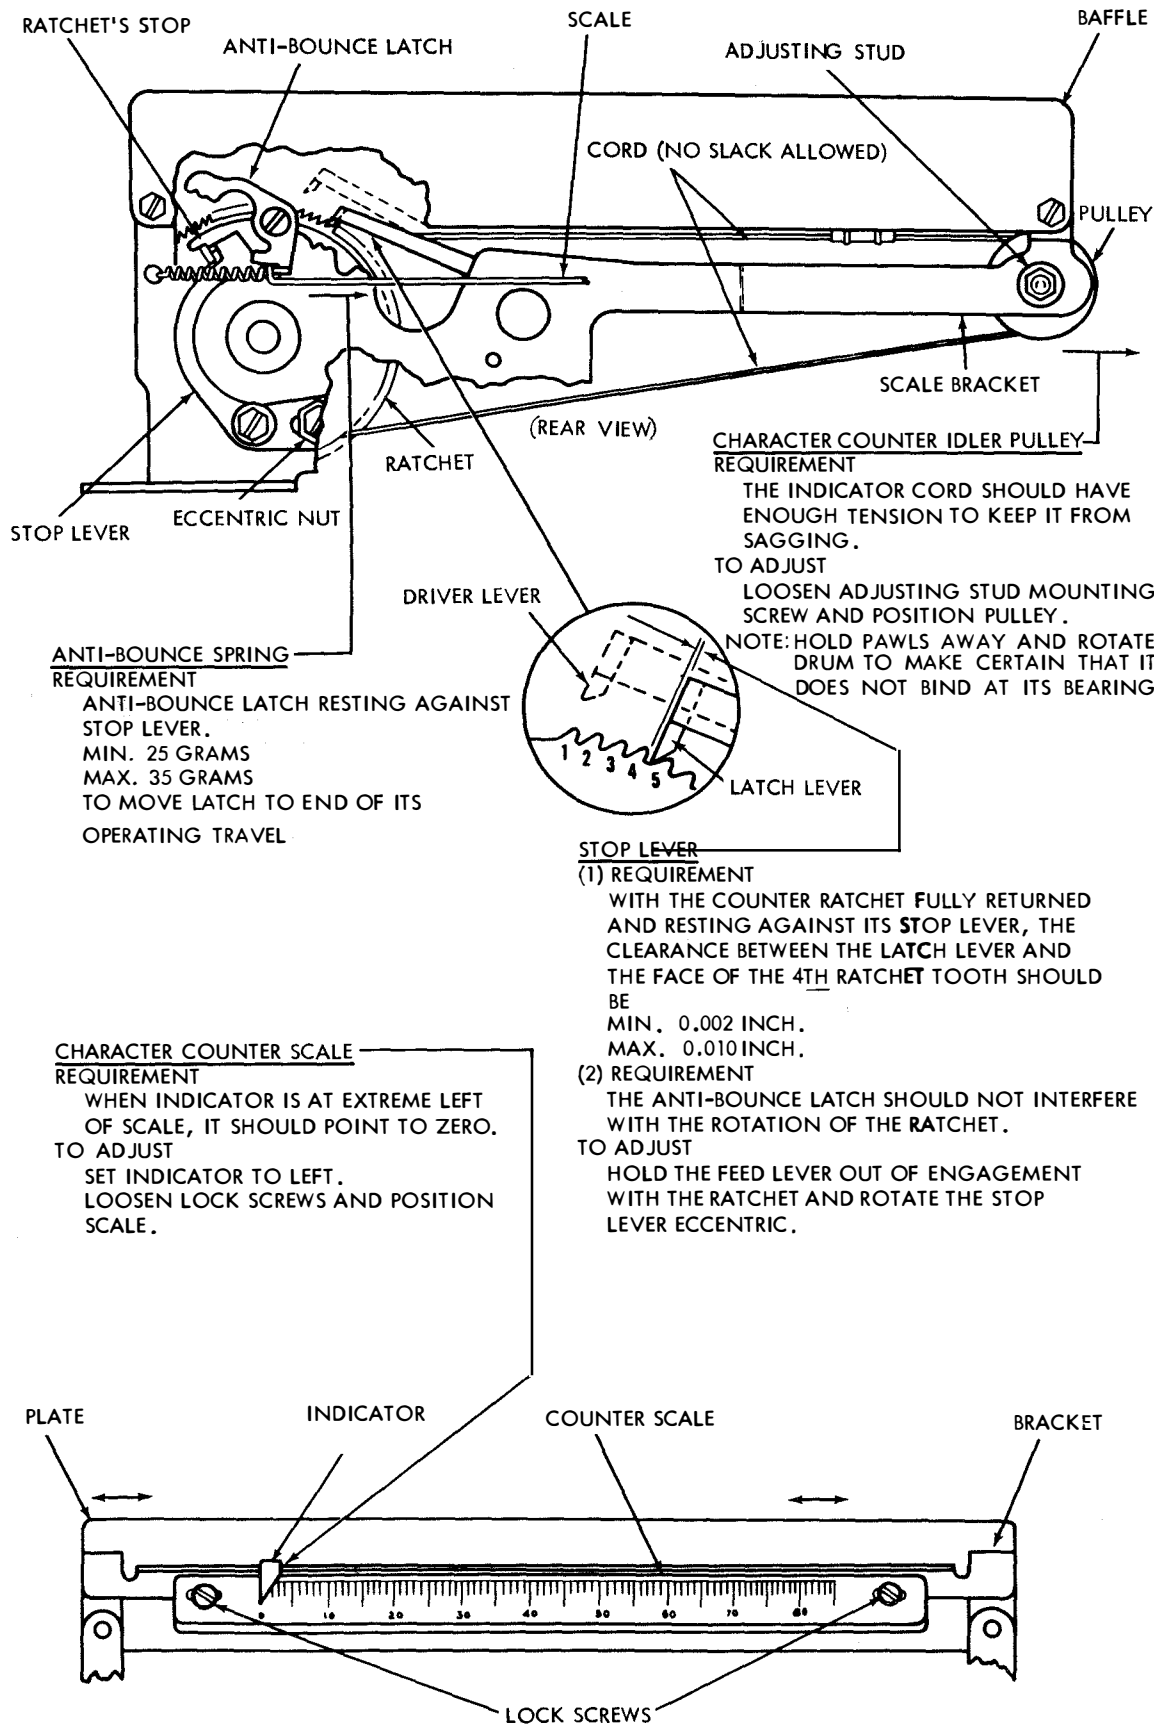 RATCHET'S STOP
ANTI-BOUNCE LATCH
SCALE
ADJUSTING STUD
BAFFLE
CORD (NO SLACK ALLOWED)
PULLEY
SCALE BRACKET
(REAR VIEW)
RATCHET
ECCENTRIC NUT
STOP LEVER
CHARACTER COUNTER IDLER PULLEY
REQUIREMENT
THE INDICATOR CORD SHOULD HAVE
ENOUGH TENSION TO KEEP IT FROM
SAGGING.
TO ADJUST
LOOSEN ADJUSTING STUD MOUNTING
SCREW AND POSITION PULLEY.
NOTE: HOLD PAWLS AWAY AND ROTATE
DRUM TO MAKE CERTAIN THAT IT
DOES NOT BIND AT ITS BEARING
DRIVER LEVER
1 2 3 4 5
LATCH LEVER
ANTI-BOUNCE SPRING
REQUIREMENT
ANTI-BOUNCE LATCH RESTING AGAINST
STOP LEVER.
MIN. 25 GRAMS
MAX. 35 GRAMS
TO MOVE LATCH TO END OF ITS
OPERATING TRAVEL
STOP LEVER
(1) REQUIREMENT
WITH THE COUNTER RATCHET FULLY RETURNED
AND RESTING AGAINST ITS STOP LEVER, THE
CLEARANCE BETWEEN THE LATCH LEVER AND
THE FACE OF THE 4TH RATCHET TOOTH SHOULD
BE
MIN. 0.002 INCH.
MAX. 0.010 INCH.
(2) REQUIREMENT
THE ANTI-BOUNCE LATCH SHOULD NOT INTERFERE
WITH THE ROTATION OF THE RATCHET.
TO ADJUST
HOLD THE FEED LEVER OUT OF ENGAGEMENT
WITH THE RATCHET AND ROTATE THE STOP
LEVER ECCENTRIC.
CHARACTER COUNTER SCALE
REQUIREMENT
WHEN INDICATOR IS AT EXTREME LEFT
OF SCALE, IT SHOULD POINT TO ZERO.
TO ADJUST
SET INDICATOR TO LEFT.
LOOSEN LOCK SCREWS AND POSITION
SCALE.
PLATE
INDICATOR
COUNTER SCALE
BRACKET
0 10 20 30 40 50 60 70 80
LOCK SCREWS